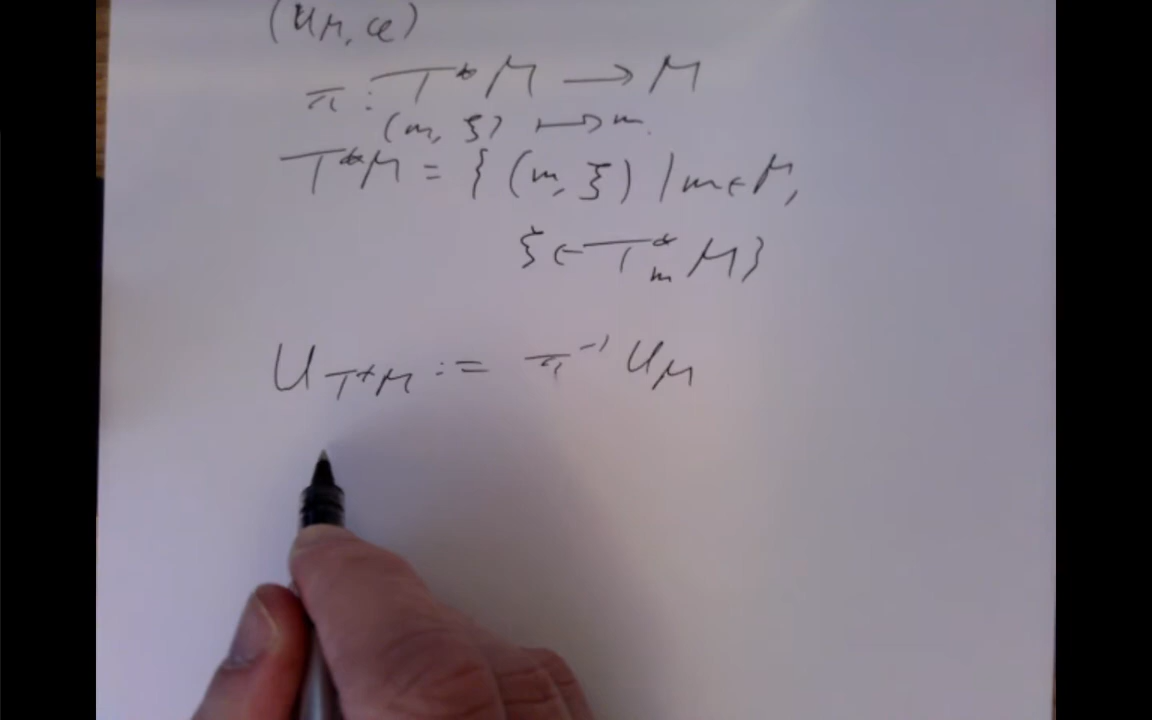 (U_M, φ)
π : T*M → M
(m, ξ) ↦ m.
T*M = { (m, ξ) | m ∈ M,
ξ ∈ T*_m M }
U_{T*M} := π⁻¹ U_M